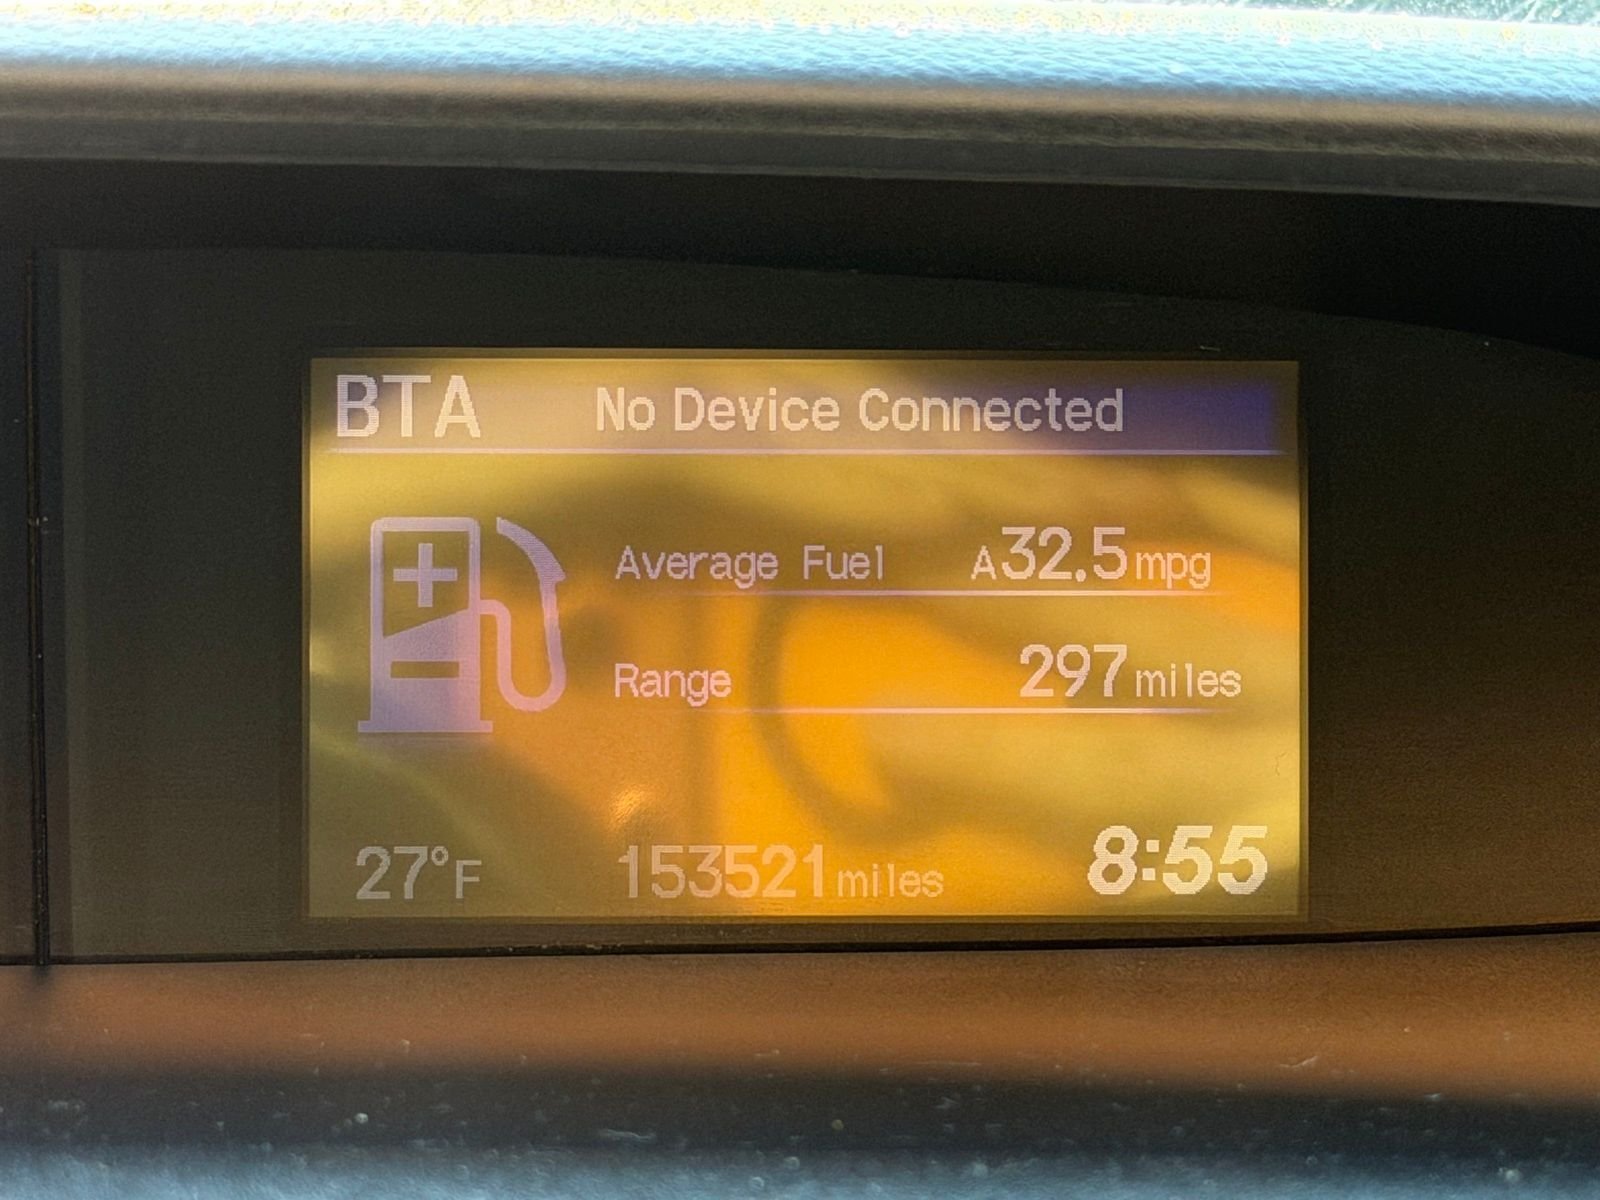 BTA No Device Connected
Average Fuel A32.5mpg
Range 297miles
27°F 153521miles 8:55